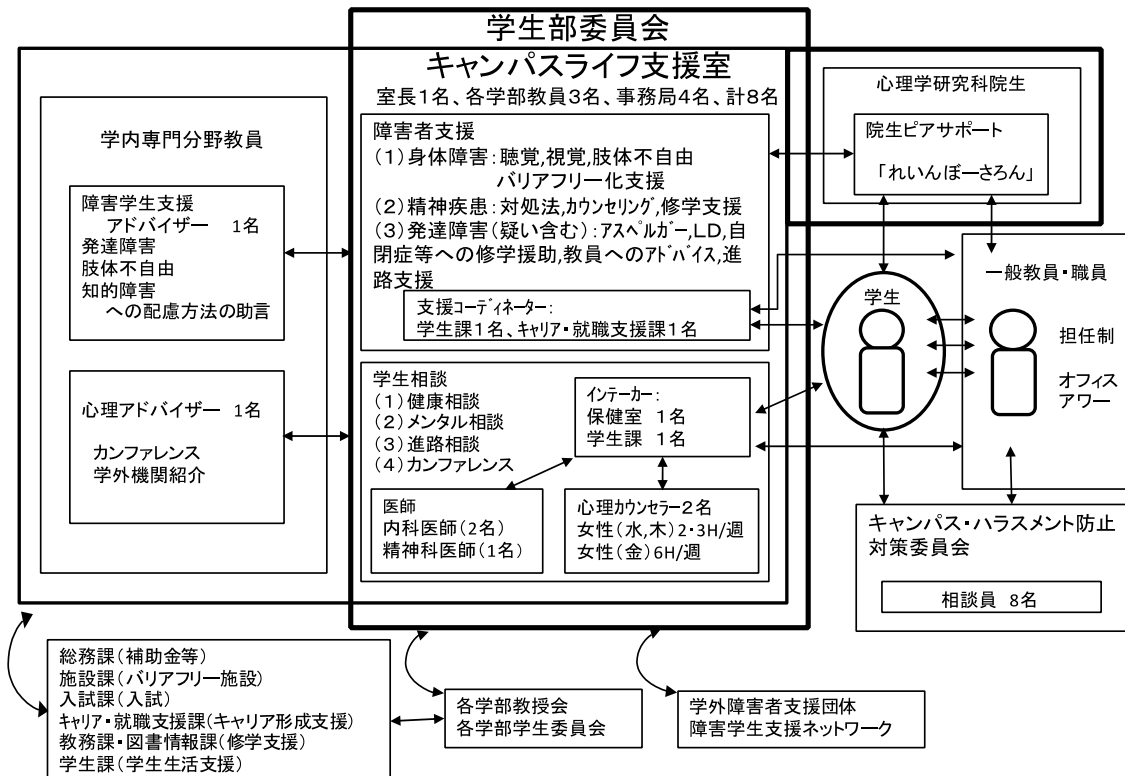 学生部委員会
キャンパスライフ支援室
室長1名、各学部教員3名、事務局4名、計8名
学内専門分野教員
障害学生支援
アドバイザー 1名
発達障害
肢体不自由
知的障害
への配慮方法の助言
心理アドバイザー 1名
カンファレンス
学外機関紹介
障害者支援
(1)身体障害:聴覚,視覚,肢体不自由
バリアフリー化支援
(2)精神疾患:対処法,カウンセリング,修学支援
(3)発達障害(疑い含む):アスペルガー,LD,自
閉症等への修学援助,教員へのアドバイス,進
路支援
支援コーディネーター:
学生課1名、キャリア・就職支援課1名
学生相談
(1)健康相談
(2)メンタル相談
(3)進路相談
(4)カンファレンス
インテーカー:
保健室 1名
学生課 1名
医師
内科医師(2名)
精神科医師(1名)
心理カウンセラー2名
女性(水,木)2・3H/週
女性(金)6H/週
心理学研究科院生
院生ピアサポート
「れいんぼーさろん」
学生
一般教員・職員
担任制
オフィス
アワー
キャンパス・ハラスメント防止
対策委員会
相談員 8名
総務課(補助金等)
施設課(バリアフリー施設)
入試課(入試)
キャリア・就職支援課(キャリア形成支援)
教務課・図書情報課(修学支援)
学生課(学生生活支援)
各学部教授会
各学部学生委員会
学外障害者支援団体
障害学生支援ネットワーク